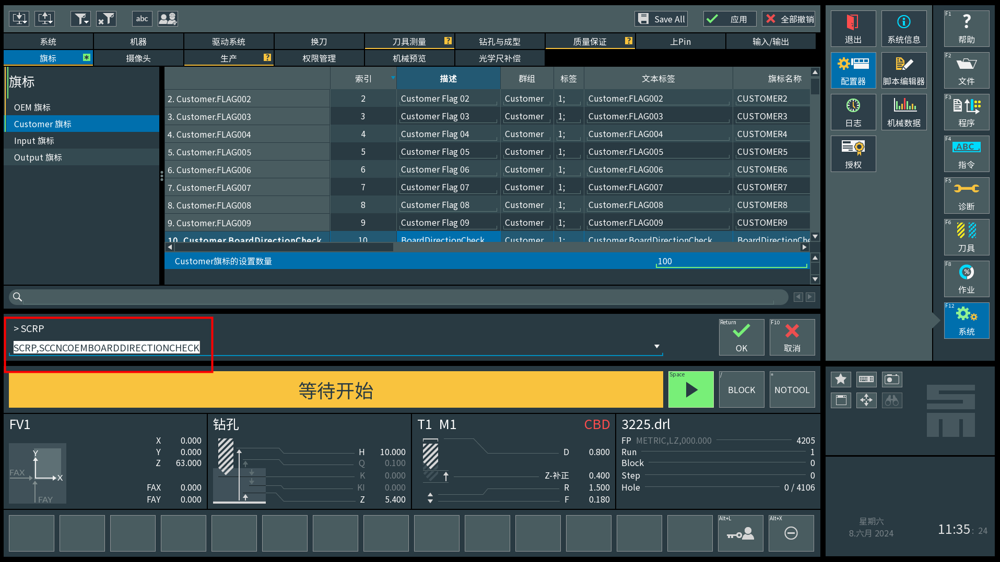 abc
Save All
应用
全部撤销
系统
机器
驱动系统
换刀
刀具测量 ?
钻孔与成型
质量保证 ?
上Pin
输入/输出
旗标 *
摄像头
生产 ?
权限管理
机械预览
光学尺补偿
旗标
OEM 旗标
Customer 旗标
Input 旗标
Output 旗标
索引 描述 群组 标签 文本标签 旗标名称
2. Customer.FLAG002 2 Customer Flag 02 Customer 1; Customer.FLAG002 CUSTOMER2
3. Customer.FLAG003 3 Customer Flag 03 Customer 1; Customer.FLAG003 CUSTOMER3
4. Customer.FLAG004 4 Customer Flag 04 Customer 1; Customer.FLAG004 CUSTOMER4
5. Customer.FLAG005 5 Customer Flag 05 Customer 1; Customer.FLAG005 CUSTOMER5
6. Customer.FLAG006 6 Customer Flag 06 Customer 1; Customer.FLAG006 CUSTOMER6
7. Customer.FLAG007 7 Customer Flag 07 Customer 1; Customer.FLAG007 CUSTOMER7
8. Customer.FLAG008 8 Customer Flag 08 Customer 1; Customer.FLAG008 CUSTOMER8
9. Customer.FLAG009 9 Customer Flag 09 Customer 1; Customer.FLAG009 CUSTOMER9
10. Customer.BoardDirectionCheck 10 BoardDirectionCheck Customer 1; Customer.BoardDirectionCheck BoardDirectionChe
Customer旗标的设置数量 100
> SCRP
SCRP,SCCNCOEMBOARDDIRECTIONCHECK
Return
OK
F10
取消
等待开始
Space
/
BLOCK
*
NOTOOL
FV1
X 0.000
Y 0.000
Z 63.000
FAX 0.000
FAY 0.000
Y
X
FAX
FAY
钻孔
H 10.000
Q 0.100
K 0.000
KI 0.000
Z 5.400
T1 M1 CBD
D 0.800
Z-补正 0.400
R 1.500
F 0.180
3225.drl
FP METRIC,LZ,000.000 4205
Run 1
Block 0
Step 0
Hole 0 / 4106
Alt+L
Alt+X
退出
系统信息
配置器
脚本编辑器
日志
机械数据
授权
F1
?
帮助
F2
文件
F3
程序
F4
ABC
指令
F5
诊断
F6
刀具
F8
%
作业
F12
系统
SM
星期六
8.六月 2024
11:35: 24